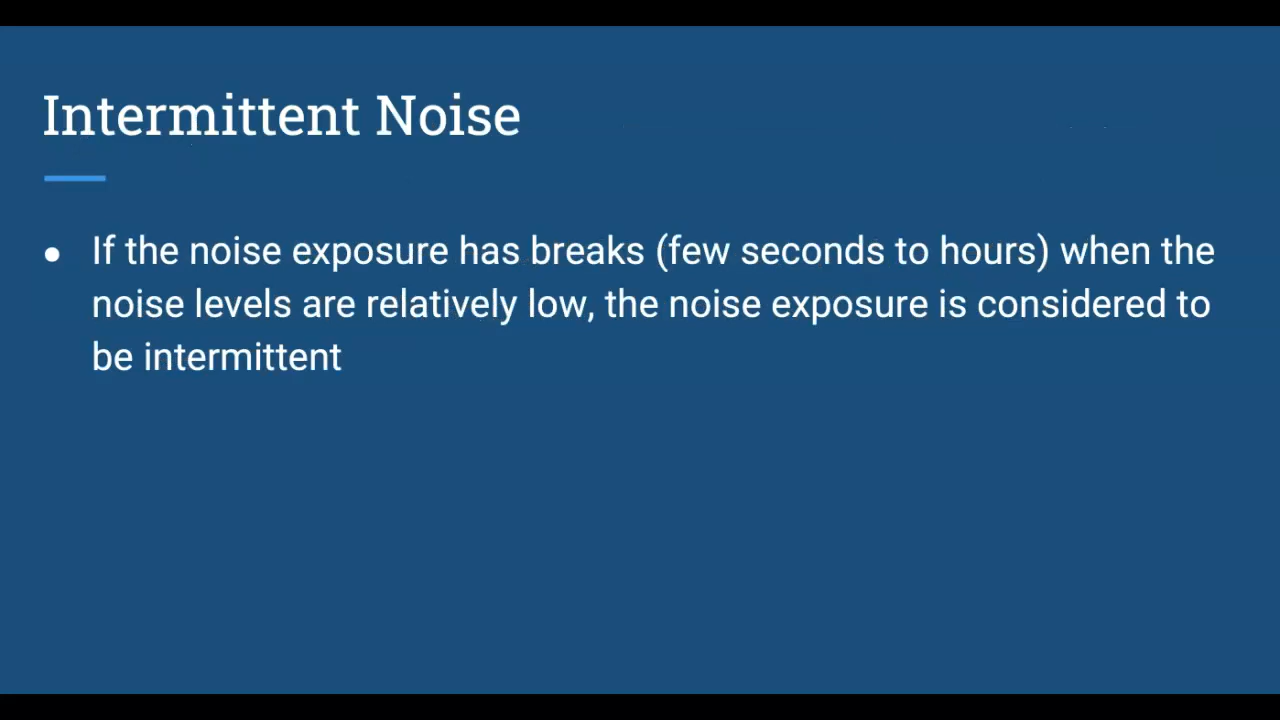 Intermittent Noise
● If the noise exposure has breaks (few seconds to hours) when the
noise levels are relatively low, the noise exposure is considered to
be intermittent